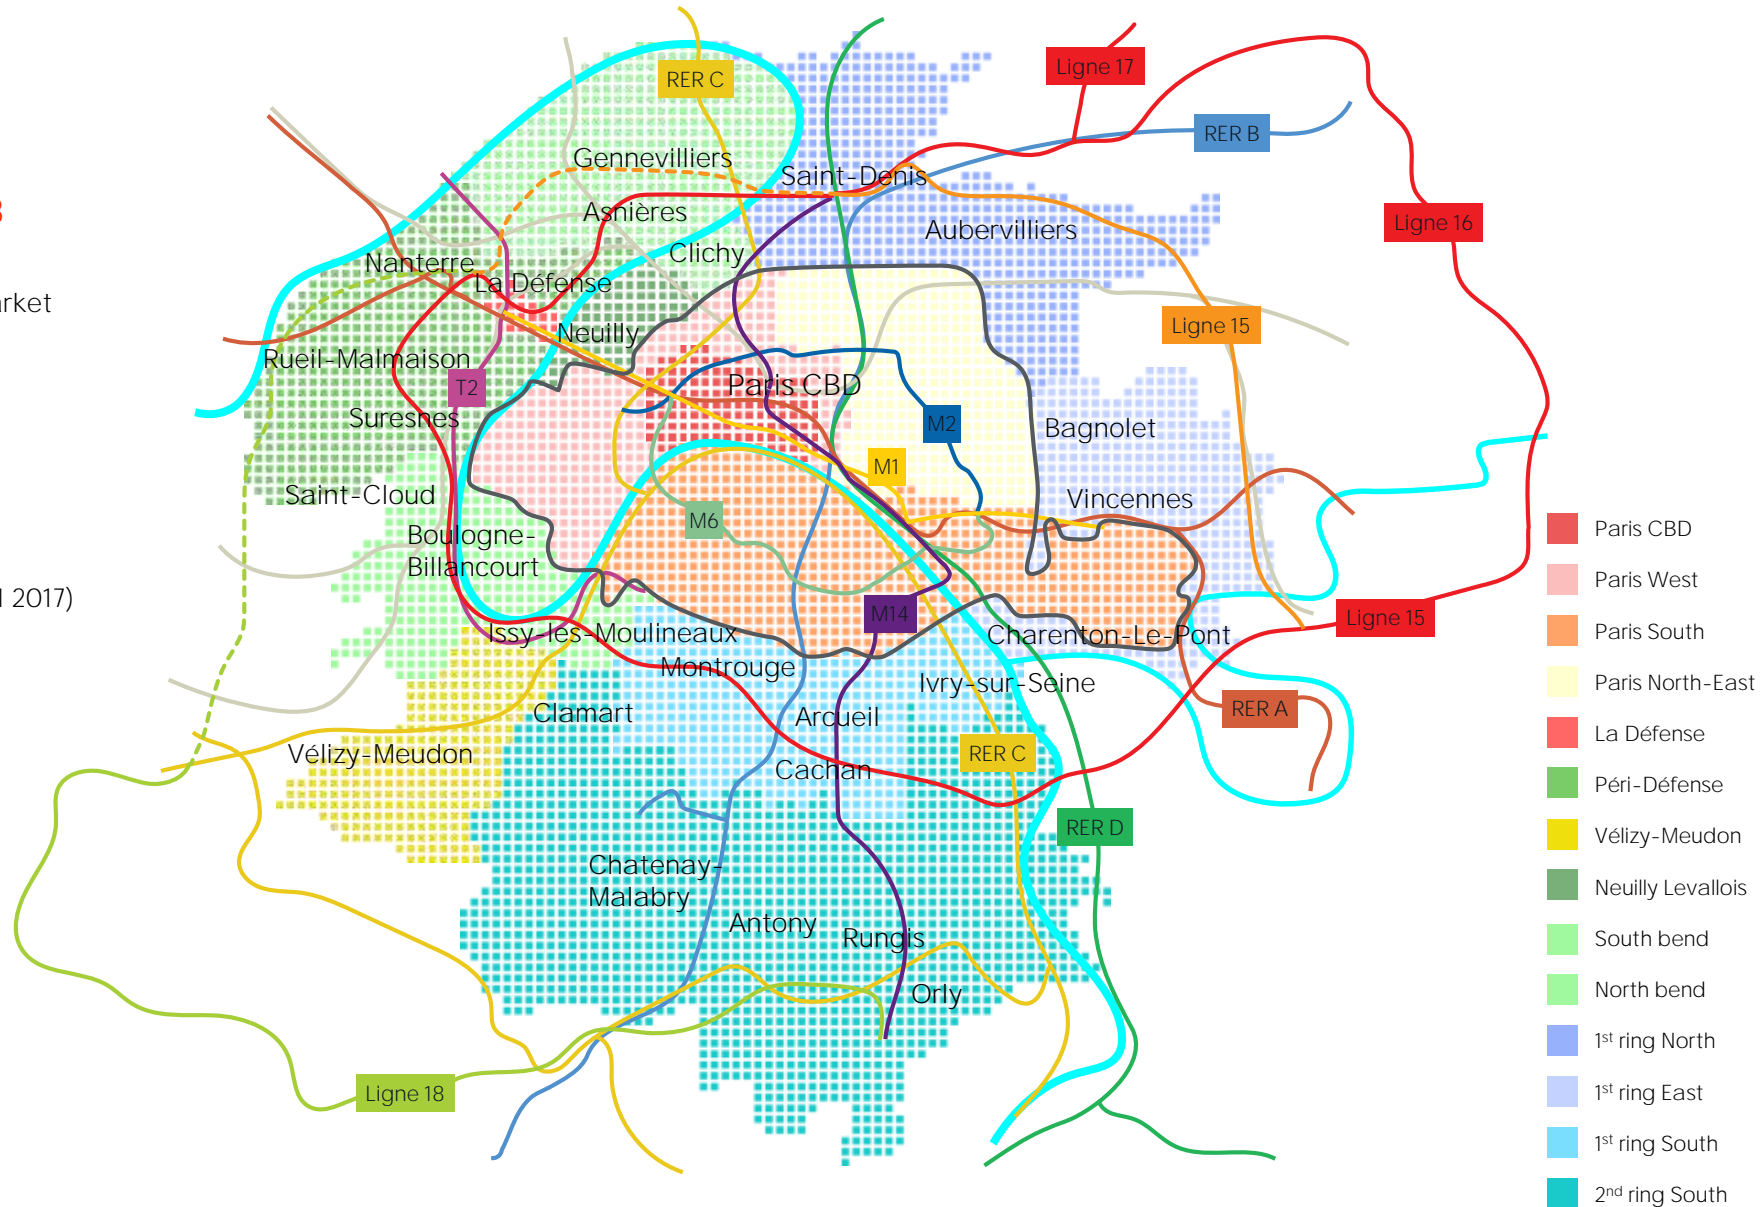 RER C
Ligne 17
RER B
Gennevilliers
Saint-Denis
Asnières
3
Ligne 16
Aubervilliers
Clichy
Nanterre
La Défense
rket
Ligne 15
Neuilly
Rueil-Malmaison
T2
Paris CBD
Suresnes
M2
Bagnolet
M1
Saint-Cloud
Vincennes
M6
Boulogne-
Billancourt
l 2017)
M14
Ligne 15
Issy-les-Moulineaux
Charenton-Le-Pont
Montrouge
Ivry-sur-Seine
RER A
Clamart
Arcueil
Vélizy-Meudon
RER C
Cachan
RER D
Chatenay-
Malabry
Antony
Rungis
Orly
Ligne 18
Paris CBD
Paris West
Paris South
Paris North-East
La Défense
Péri-Défense
Vélizy-Meudon
Neuilly Levallois
South bend
North bend
1st ring North
1st ring East
1st ring South
2nd ring South